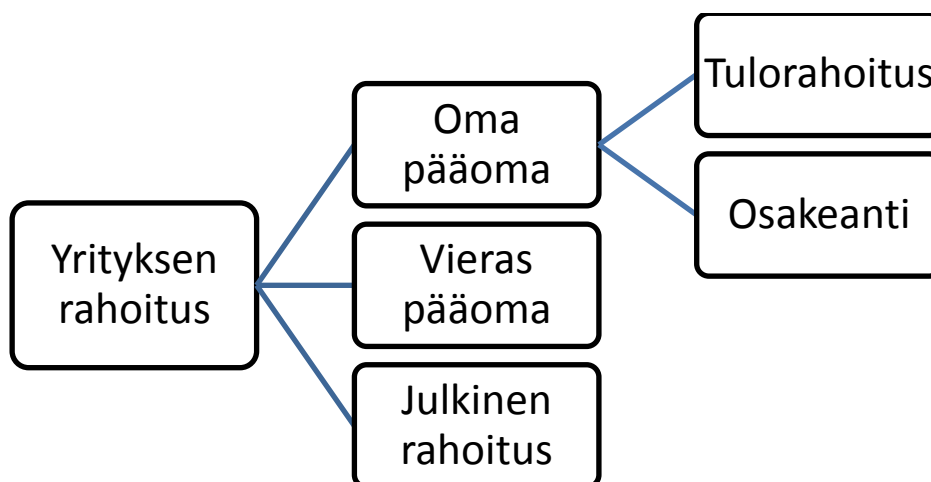 Yrityksen
rahoitus
Oma
pääoma
Vieras
pääoma
Julkinen
rahoitus
Tulorahoitus
Osakeanti